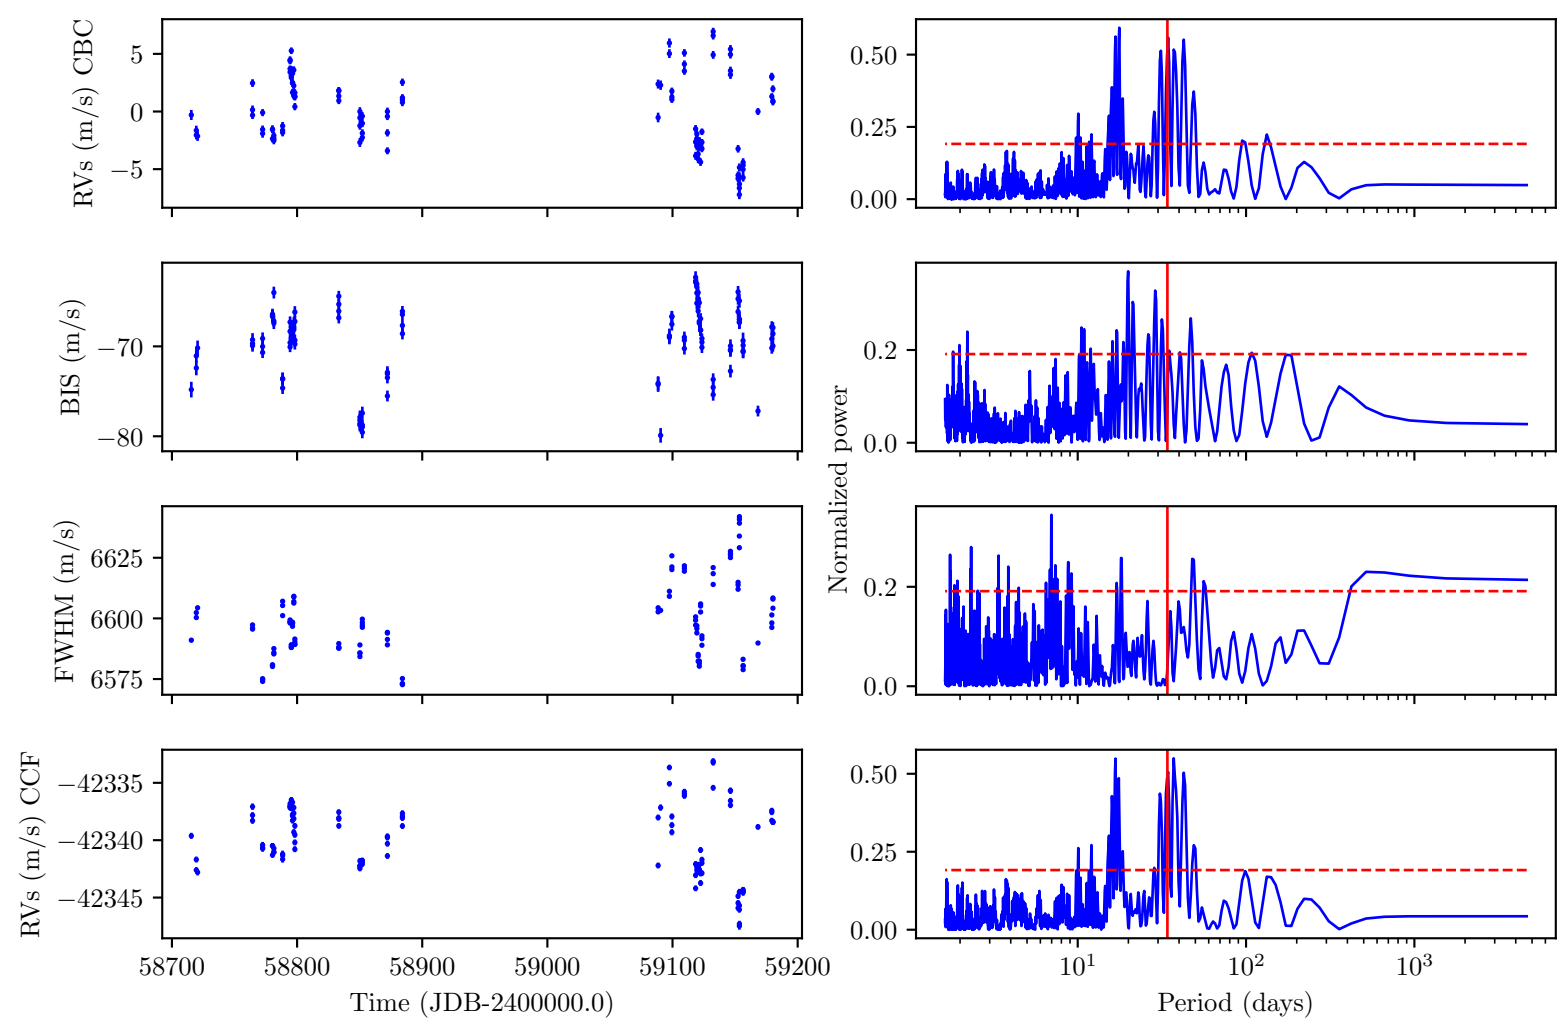 RVs (m/s) CBC
5
0
−5
0.50
0.25
0.00
BIS (m/s)
−70
−80
0.2
0.0
Normalized power
FWHM (m/s)
6625
6600
6575
0.2
0.0
RVs (m/s) CCF
−42335
−42340
−42345
0.50
0.25
0.00
58700 58800 58900 59000 59100 59200
Time (JDB-2400000.0)
10¹ 10² 10³
Period (days)